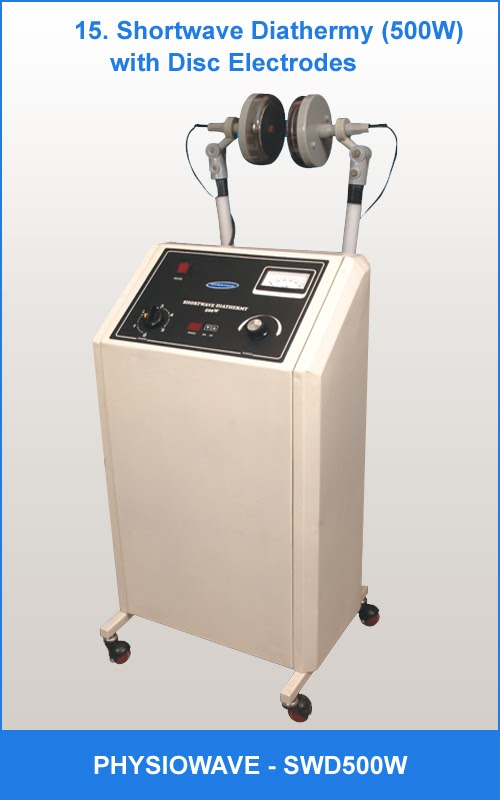 15. Shortwave Diathermy (500W)
with Disc Electrodes
SHORTWAVE DIATHERMY
500W
PHYSIOWAVE - SWD500W